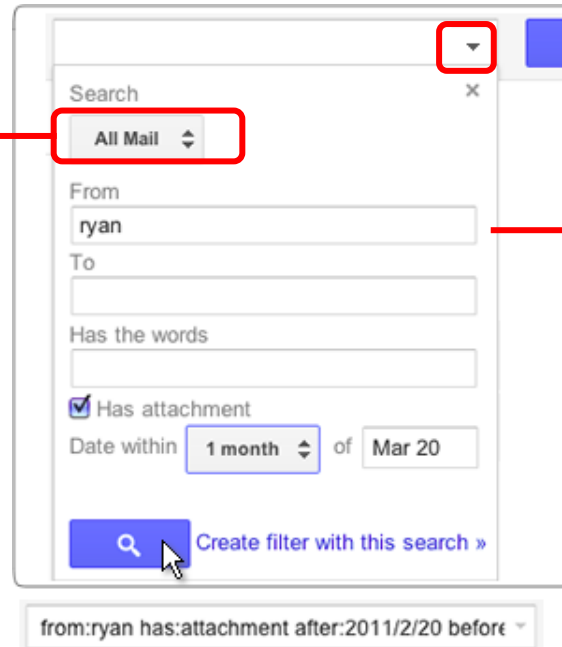 Search
All Mail
From
ryan
To
Has the words
Has attachment
Date within 1 month of Mar 20
Create filter with this search »
from:ryan has:attachment after:2011/2/20 before